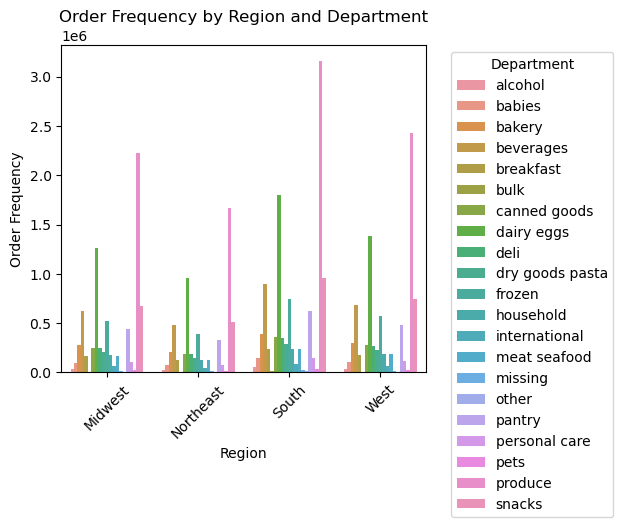 Order Frequency by Region and Department
1e6
3.0
2.5
2.0
1.5
1.0
0.5
0.0
Order Frequency
Midwest
Northeast
South
West
Region
Department
alcohol
babies
bakery
beverages
breakfast
bulk
canned goods
dairy eggs
deli
dry goods pasta
frozen
household
international
meat seafood
missing
other
pantry
personal care
pets
produce
snacks